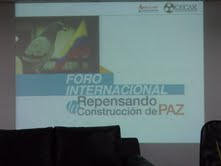 FORO
INTERNACIONAL
Repensando
Construcción de PAZ